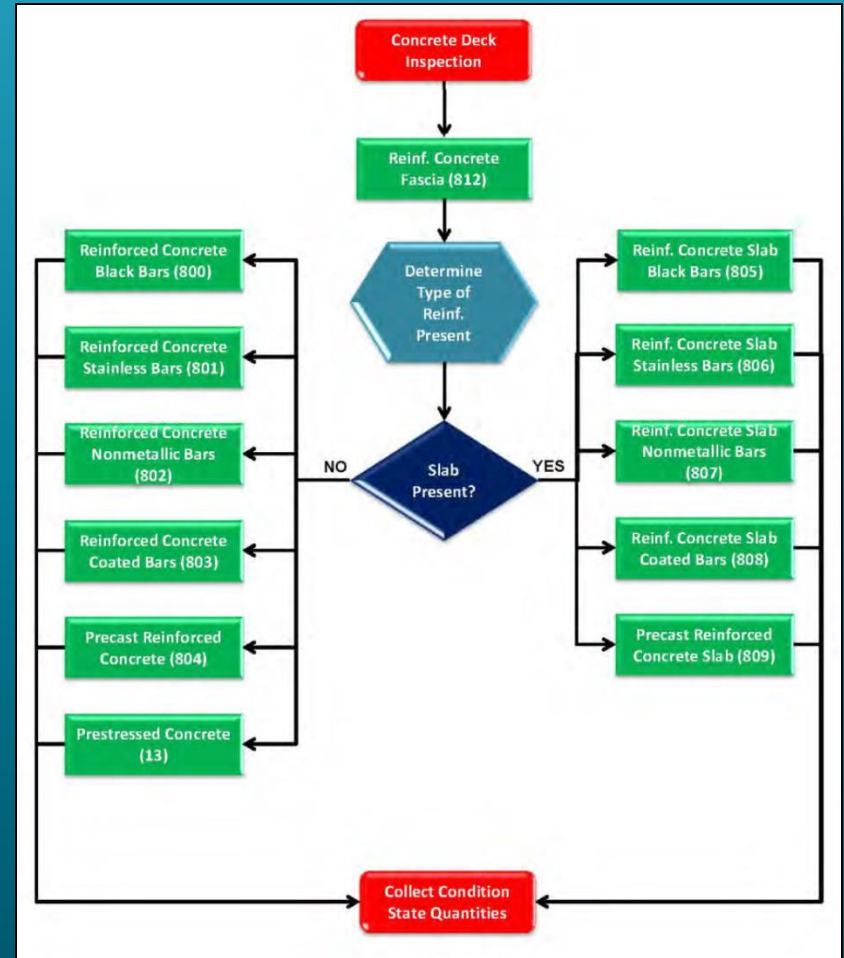 Concrete Deck
Inspection
Reinf. Concrete
Fascia (812)
Determine
Type of
Reinf.
Present
Slab
Present?
NO
YES
Reinforced Concrete
Black Bars (800)
Reinforced Concrete
Stainless Bars (801)
Reinforced Concrete
Nonmetallic Bars
(802)
Reinforced Concrete
Coated Bars (803)
Precast Reinforced
Concrete (804)
Prestressed Concrete
(13)
Reinf. Concrete Slab
Black Bars (805)
Reinf. Concrete Slab
Stainless Bars (806)
Reinf. Concrete Slab
Nonmetallic Bars
(807)
Reinf. Concrete Slab
Coated Bars (808)
Precast Reinforced
Concrete Slab (809)
Collect Condition
State Quantities